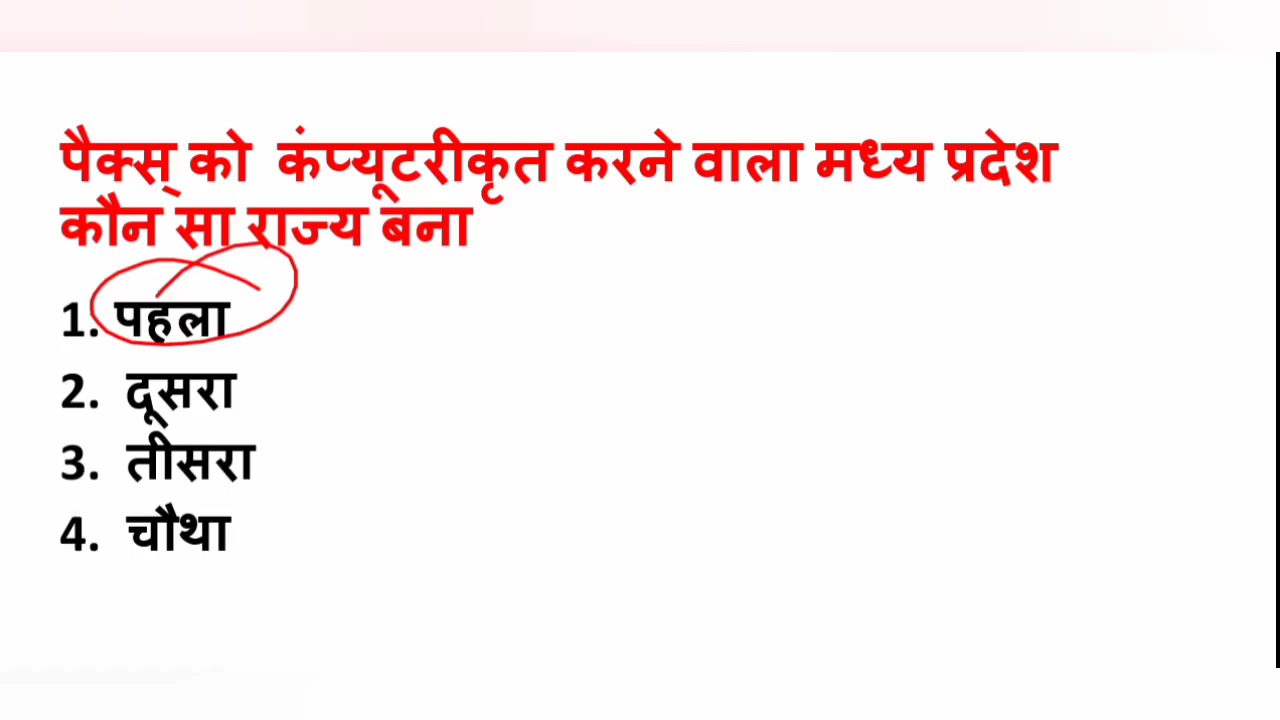 पैक्स् को कंप्यूटरीकृत करने वाला मध्य प्रदेश
कौन सा राज्य बना
1. पहला
2. दूसरा
3. तीसरा
4. चौथा